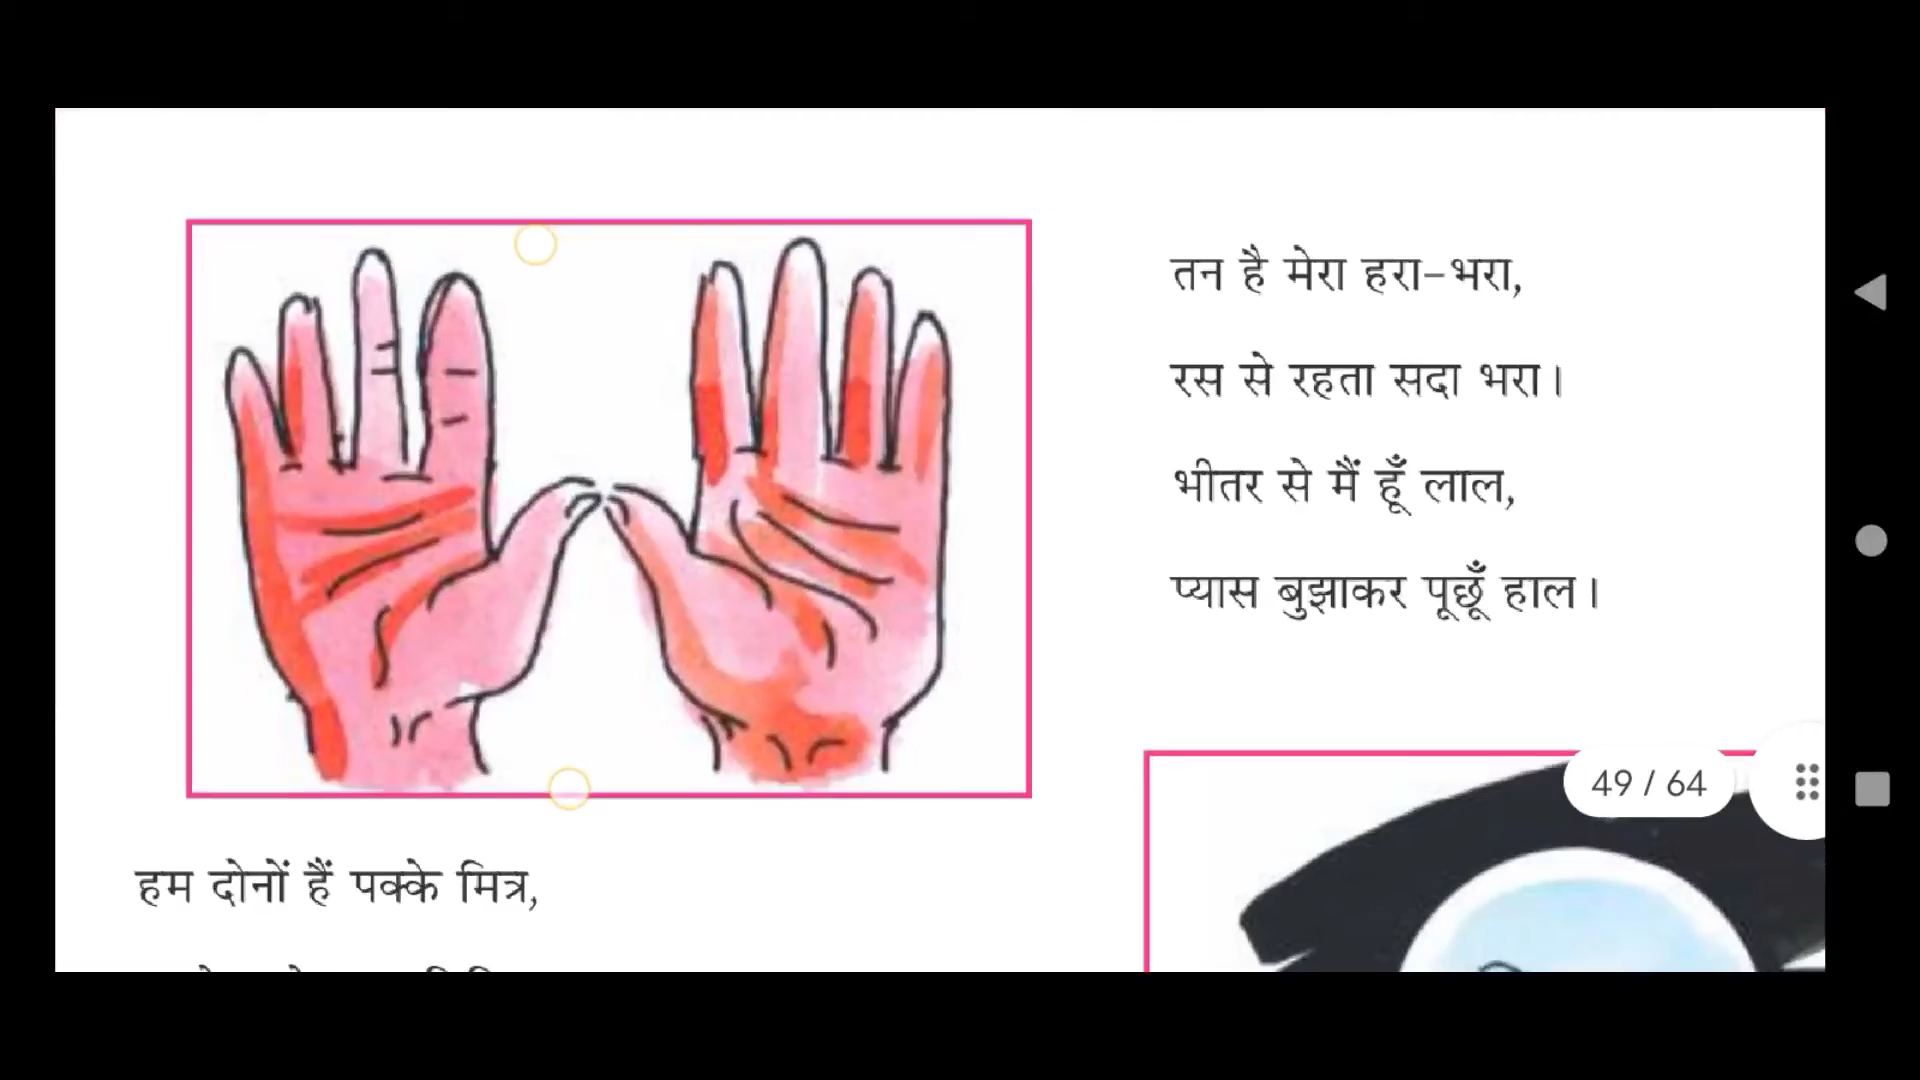 तन है मेरा हरा-भरा,
रस से रहता सदा भरा।
भीतर से मैं हूँ लाल,
प्यास बुझाकर पूछूँ हाल।
49 / 64
हम दोनों हैं पक्के मित्र,